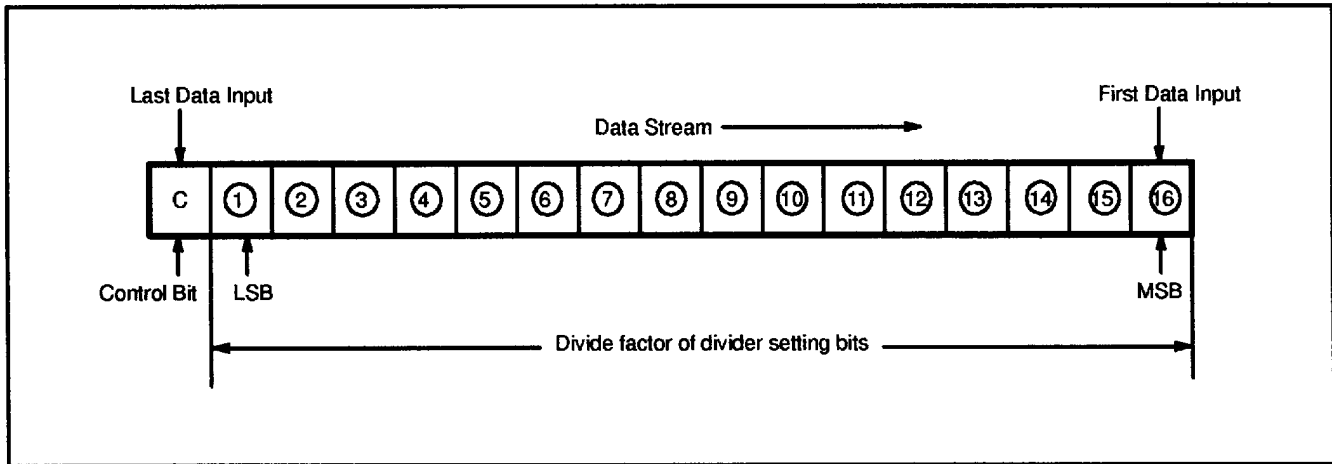 Last Data Input
First Data Input
Data Stream
C 1 2 3 4 5 6 7 8 9 10 11 12 13 14 15 16
Control Bit LSB MSB
Divide factor of divider setting bits